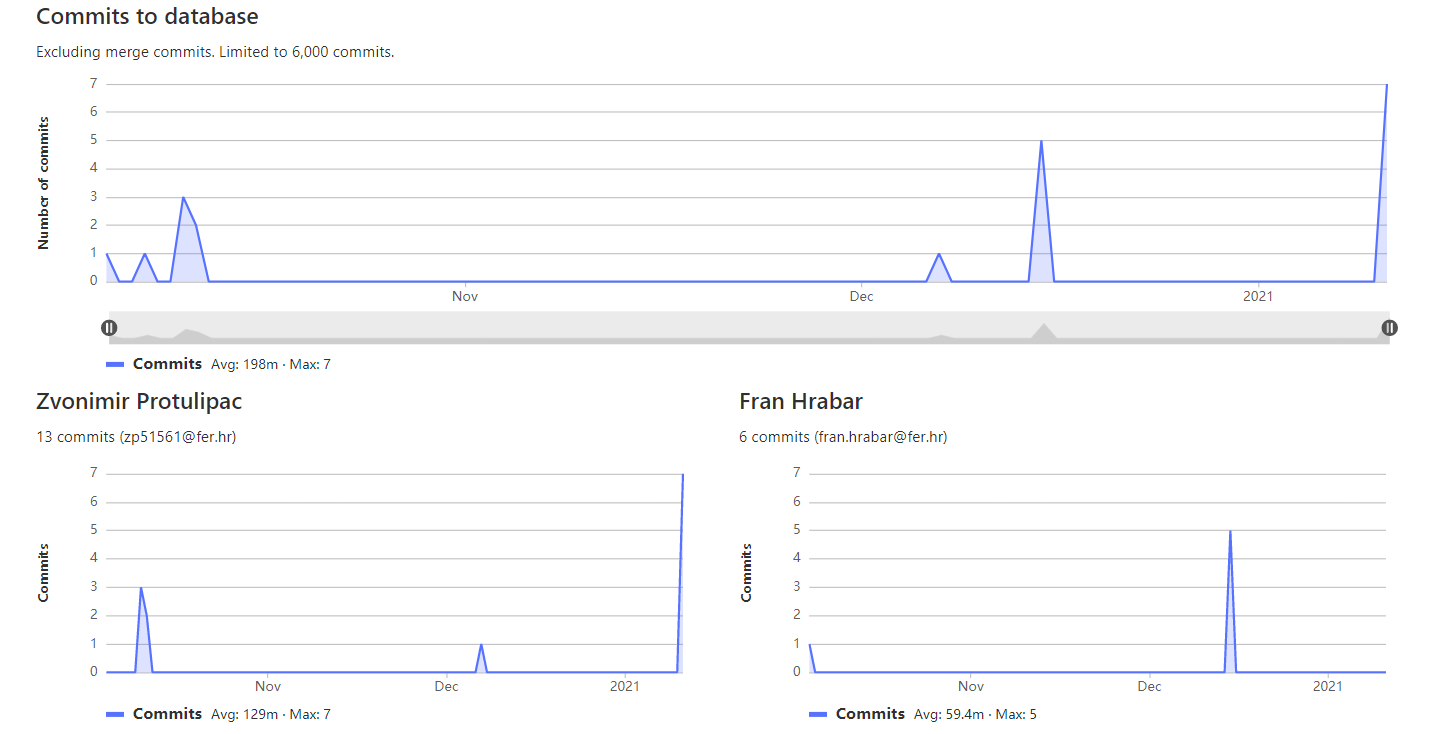 Commits to database
Excluding merge commits. Limited to 6,000 commits.
7
6
5
4
3
2
1
0
Number of commits
Nov Dec 2021
Commits Avg: 198m · Max: 7
Zvonimir Protulipac
13 commits (zp51561@fer.hr)
7
6
5
4
3
2
1
0
Commits
Nov Dec 2021
Commits Avg: 129m · Max: 7
Fran Hrabar
6 commits (fran.hrabar@fer.hr)
7
6
5
4
3
2
1
0
Commits
Nov Dec 2021
Commits Avg: 59.4m · Max: 5